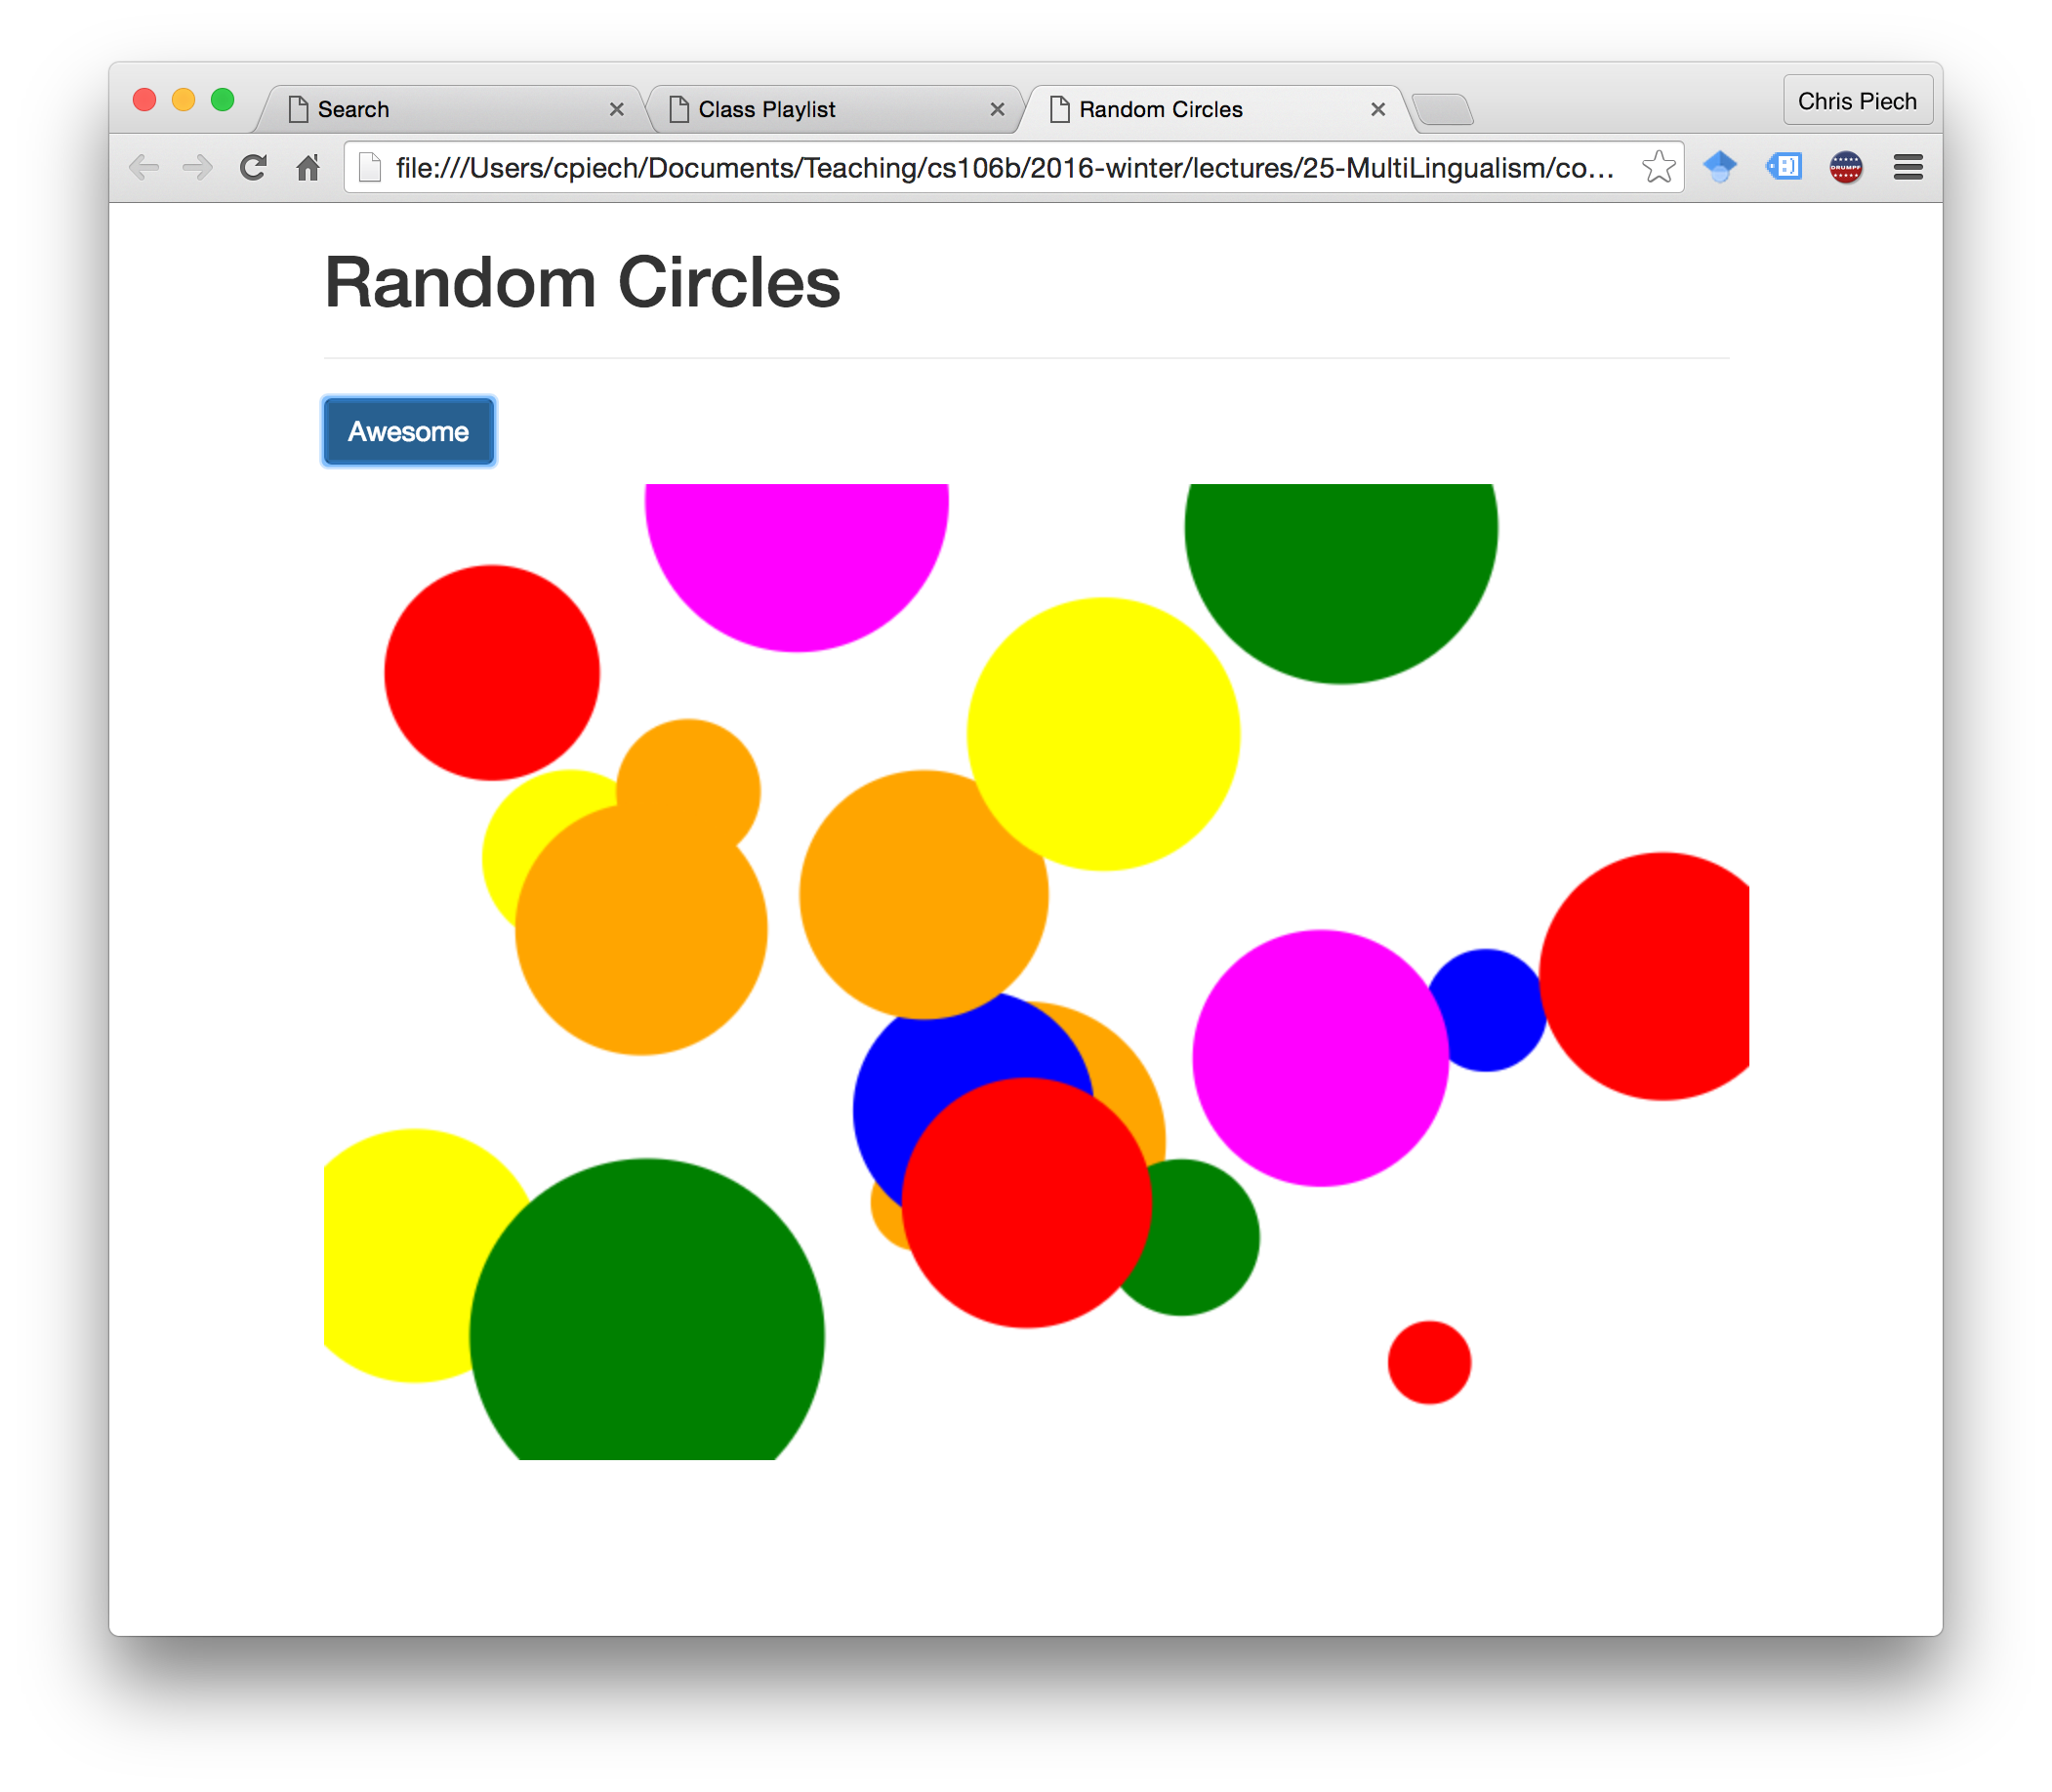 Search
Class Playlist
Random Circles
Chris Piech
file:///Users/cpiech/Documents/Teaching/cs106b/2016-winter/lectures/25-MultiLingualism/co...
:)
DRUMPF
Random Circles
Awesome